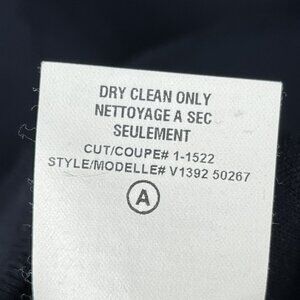 DRY CLEAN ONLY
NETTOYAGE A SEC
SEULEMENT
CUT/COUPE# 1-1522
STYLE/MODELLE# V1392 50267
A